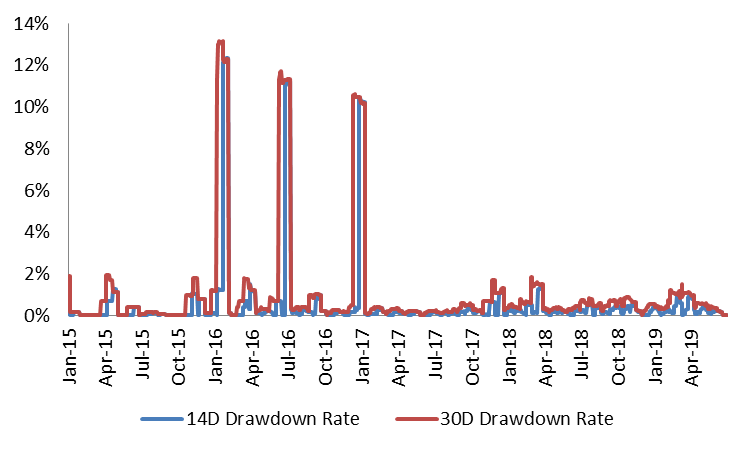 14%
12%
10%
8%
6%
4%
2%
0%
Jan-15
Apr-15
Jul-15
Oct-15
Jan-16
Apr-16
Jul-16
Oct-16
Jan-17
Apr-17
Jul-17
Oct-17
Jan-18
Apr-18
Jul-18
Oct-18
Jan-19
Apr-19
14D Drawdown Rate
30D Drawdown Rate